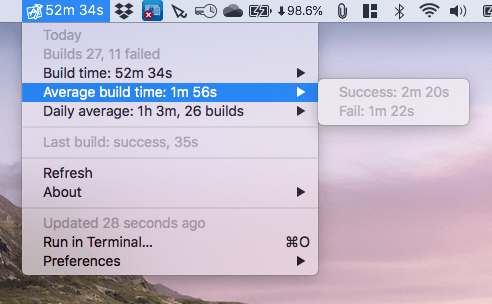 52m 34s
98.6%
Today
Builds 27, 11 failed
Build time: 52m 34s
Average build time: 1m 56s
Success: 2m 20s
Fail: 1m 22s
Daily average: 1h 3m, 26 builds
Last build: success, 35s
Refresh
About
Updated 28 seconds ago
Run in Terminal... ⌘O
Preferences